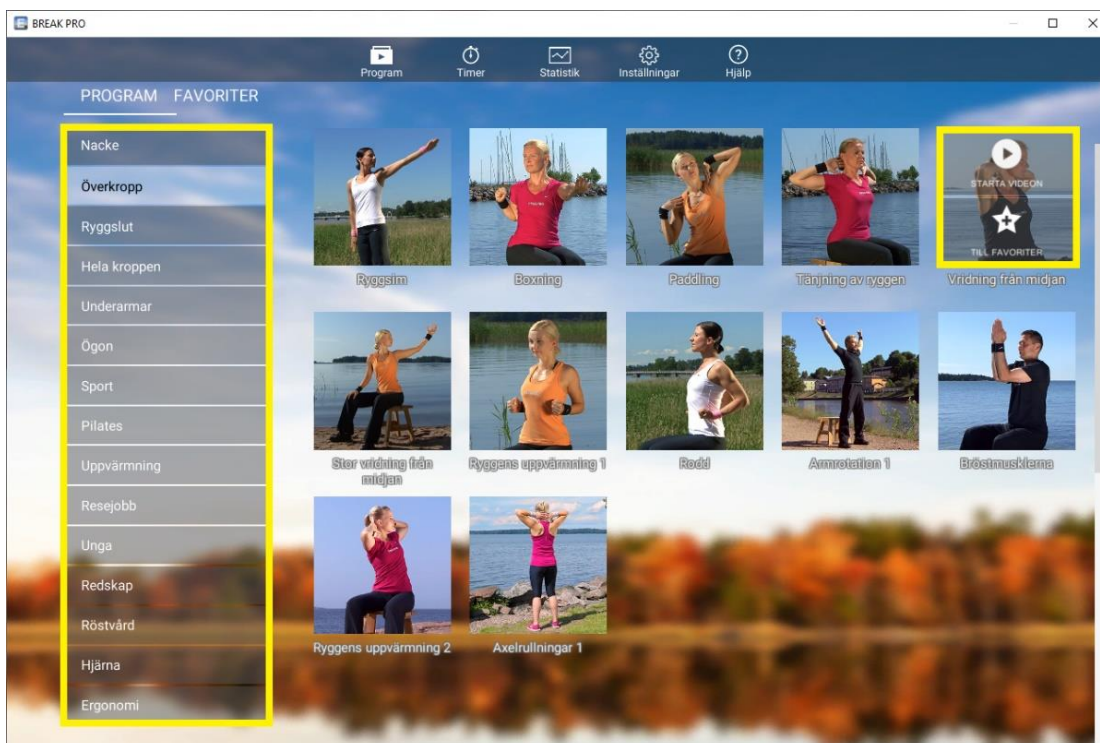 BREAK PRO
Program
Timer
Statistik
Inställningar
Hjälp
PROGRAM
FAVORITER
Nacke
Överkropp
Ryggslut
Hela kroppen
Underarmar
Ögon
Sport
Pilates
Uppvärmning
Resejobb
Unga
Redskap
Röstvård
Hjärna
Ergonomi
STARTA VIDEON
TILL FAVORITER
Ryggsim
Boxning
Paddling
Tänjning av ryggen
Vridning från midjan
Stor vridning från
midjan
Ryggens uppvärmning 1
Rodd
Armrotation 1
Bröstmusklerna
Ryggens uppvärmning 2
Axelrullningar 1